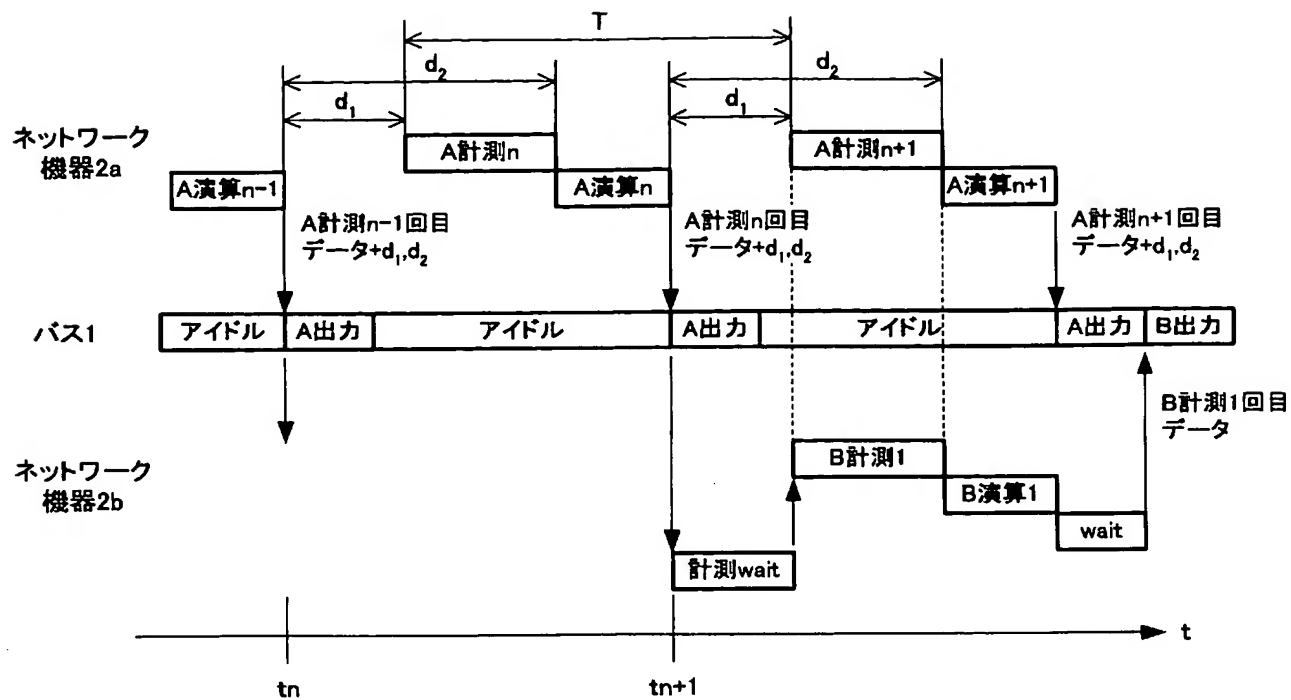 T
d2
d2
d1
d1
ネットワーク
機器2a
A計測n
A計測n+1
A演算n-1
A演算n
A演算n+1
A計測n-1回目
データ+d1,d2
A計測n回目
データ+d1,d2
A計測n+1回目
データ+d1,d2
バス1
アイドル
A出力
アイドル
A出力
アイドル
A出力
B出力
B計測1回目
データ
ネットワーク
機器2b
B計測1
B演算1
wait
計測wait
t
tn
tn+1